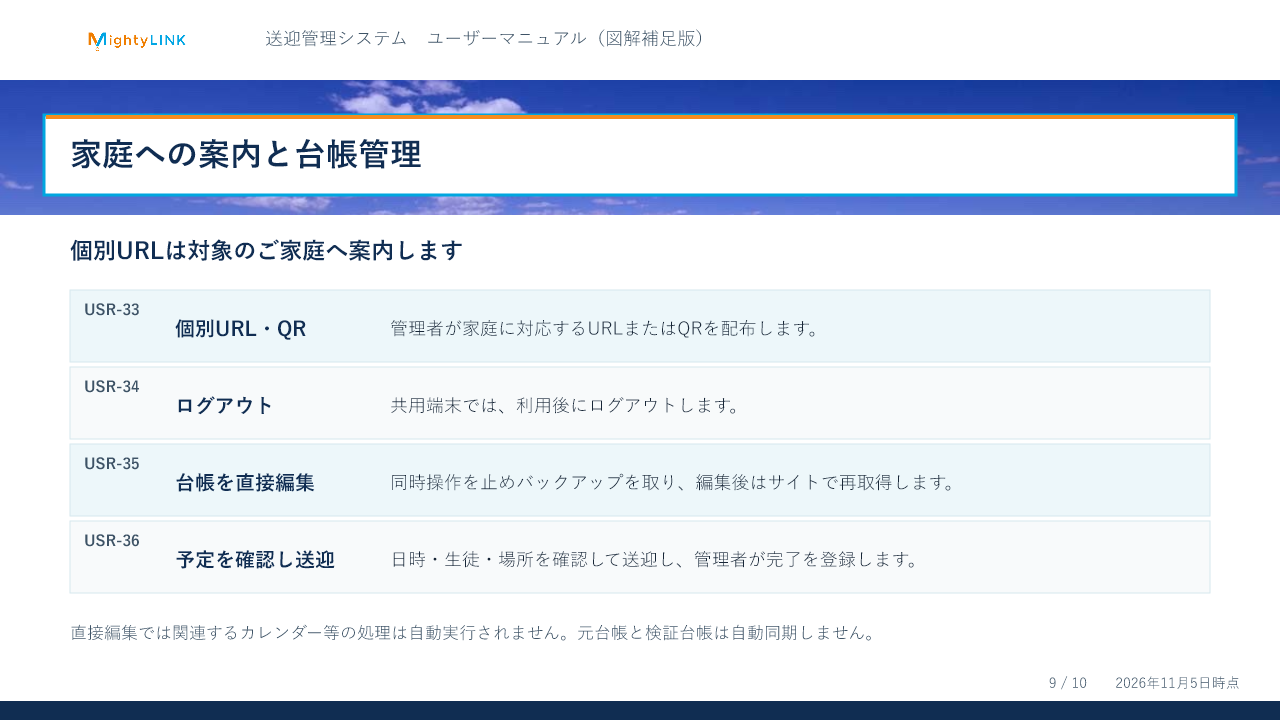 MightyLINK
送迎管理システム　ユーザーマニュアル（図解補足版）
家庭への案内と台帳管理
個別URLは対象のご家庭へ案内します
USR-33
個別URL・QR
管理者が家庭に対応するURLまたはQRを配布します。
USR-34
ログアウト
共用端末では、利用後にログアウトします。
USR-35
台帳を直接編集
同時操作を止めバックアップを取り、編集後はサイトで再取得します。
USR-36
予定を確認し送迎
日時・生徒・場所を確認して送迎し、管理者が完了を登録します。
直接編集では関連するカレンダー等の処理は自動実行されません。元台帳と検証台帳は自動同期しません。
9 / 10　2026年11月5日時点